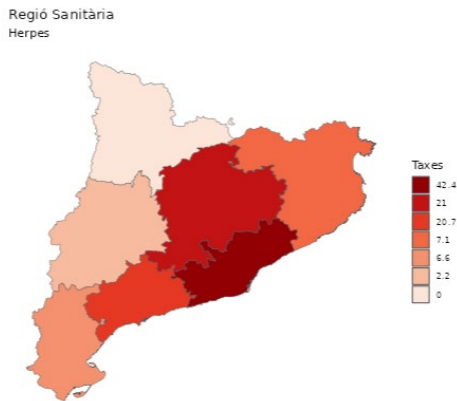 Regió Sanitària
Herpes
Taxes
42.4
21
20.7
7.1
6.6
2.2
0